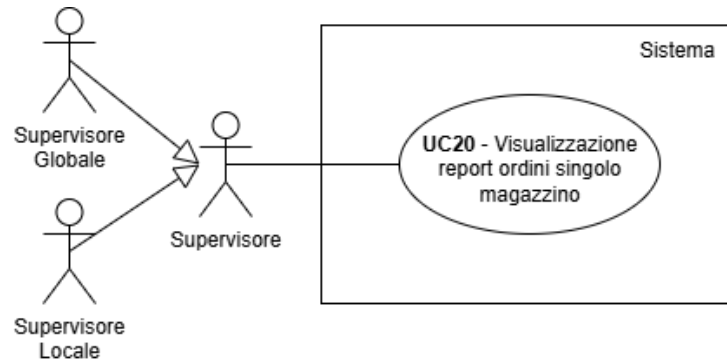 Sistema
Supervisore
Globale
UC20 - Visualizzazione
report ordini singolo
magazzino
Supervisore
Supervisore
Locale